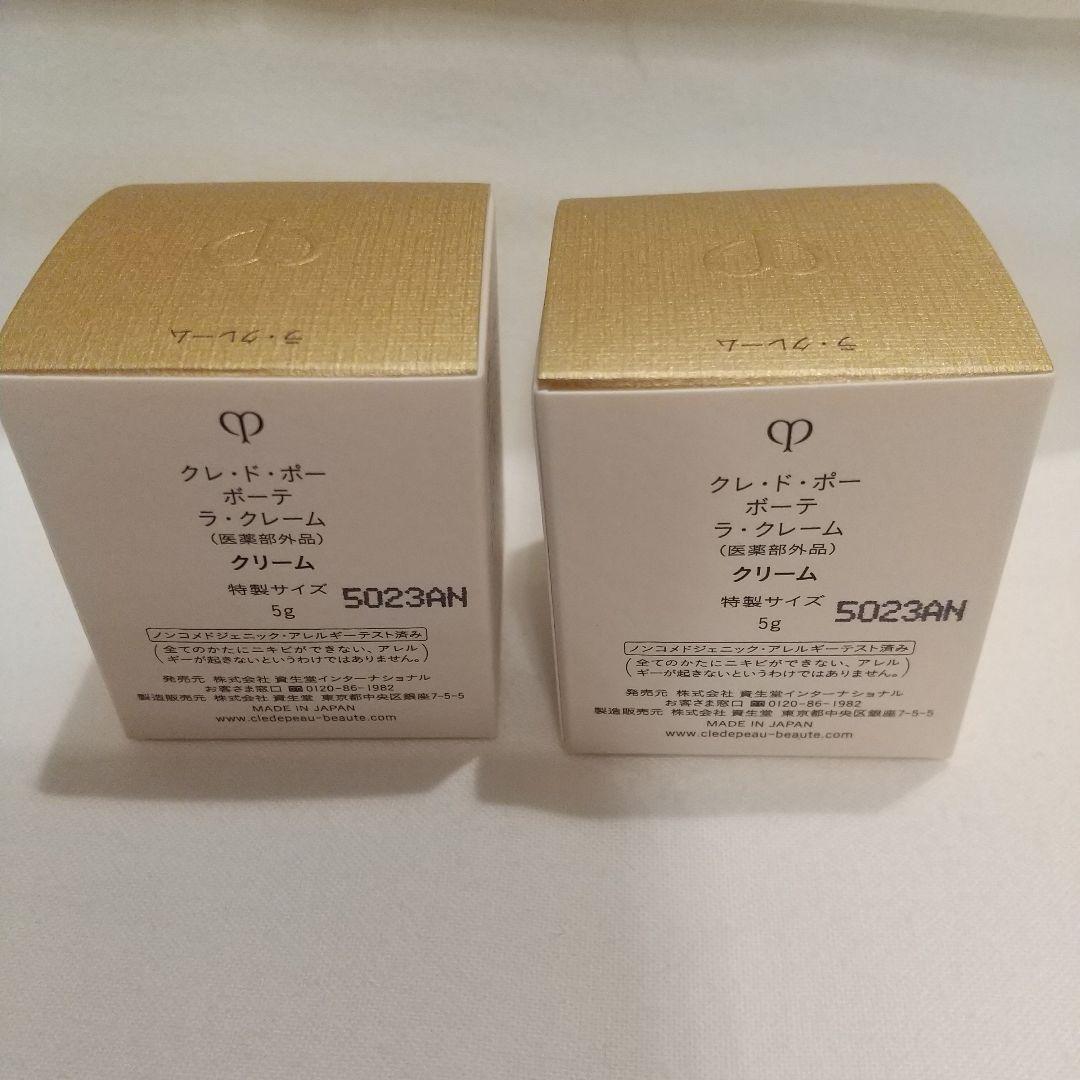 ラ・クレーム
クレ・ド・ポー
ボーテ
ラ・クレーム
(医薬部外品)
クリーム
特製サイズ
5g
5023AN
ノンコメドジェニック・アレルギーテスト済み
(全てのかたにニキビができない、アレル
ギーが起きないというわけではありません。)
発売元 株式会社 資生堂インターナショナル
お客さま窓口 0120-86-1982
製造販売元 株式会社 資生堂 東京都中央区銀座7-5-5
MADE IN JAPAN
www.cledepeau-beaute.com
ラ・クレーム
クレ・ド・ポー
ボーテ
ラ・クレーム
(医薬部外品)
クリーム
特製サイズ
5g
5023AN
ノンコメドジェニック・アレルギーテスト済み
(全てのかたにニキビができない、アレル
ギーが起きないというわけではありません。)
発売元 株式会社 資生堂インターナショナル
お客さま窓口 0120-86-1982
製造販売元 株式会社 資生堂 東京都中央区銀座7-5-5
MADE IN JAPAN
www.cledepeau-beaute.com